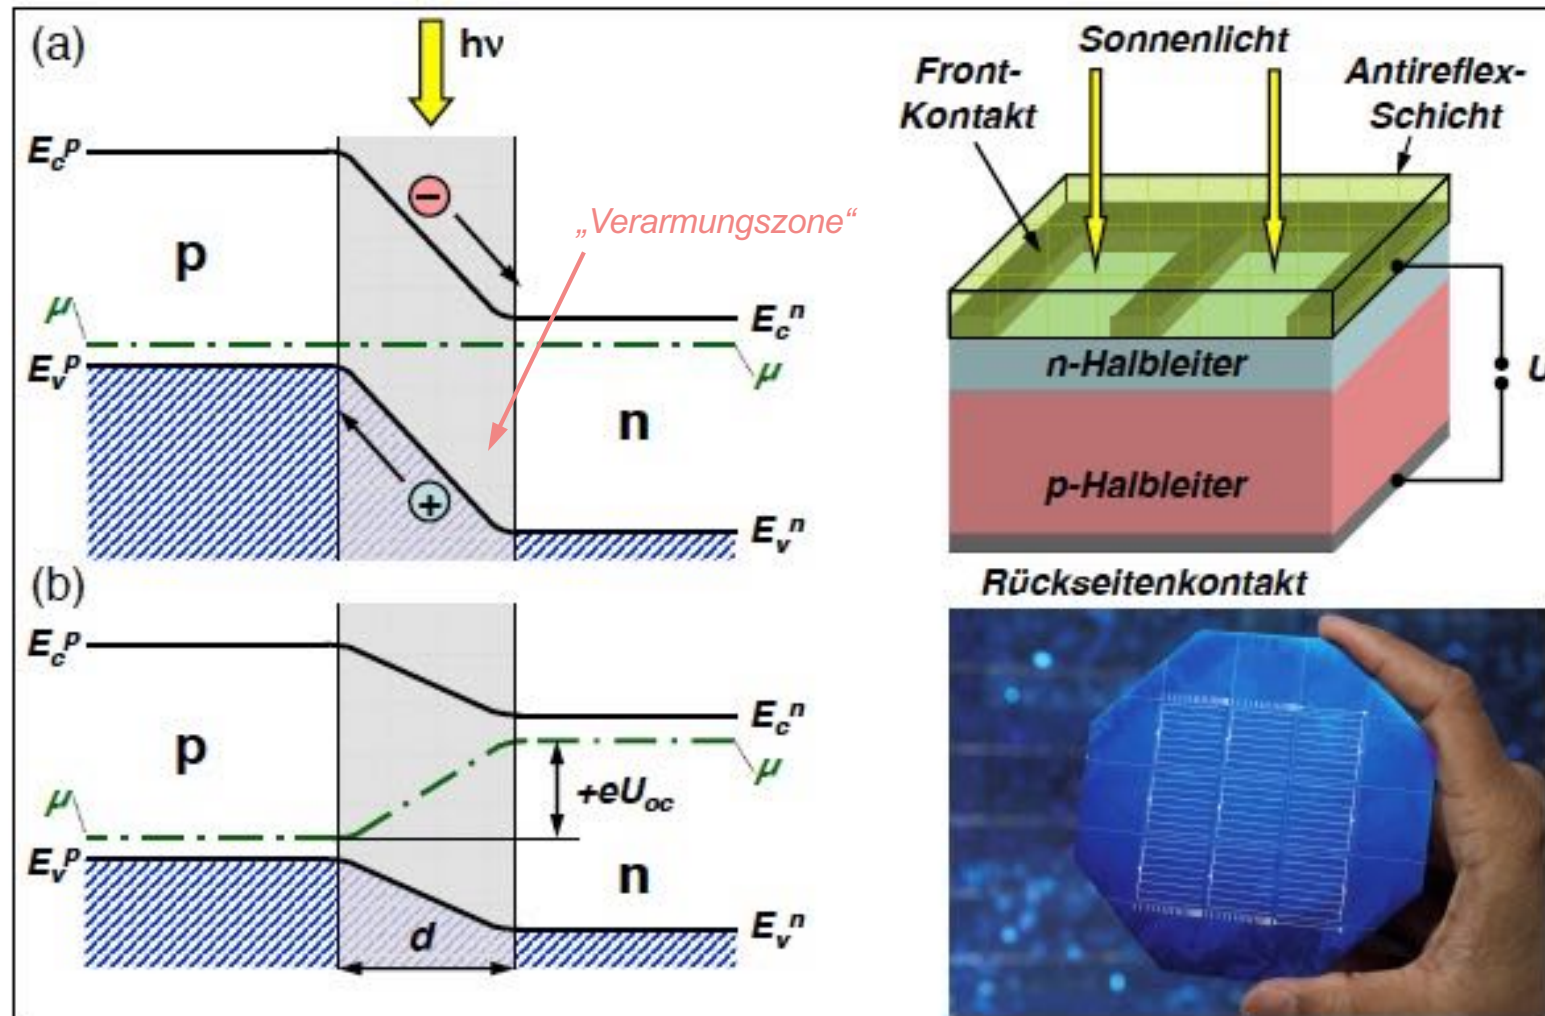 (a)
hν
E_c^p
p
μ
E_v^p
−
+
„Verarmungszone“
E_c^n
μ
n
E_v^n
(b)
E_c^p
p
μ
E_v^p
d
E_c^n
μ
+eU_oc
n
E_v^n
Sonnenlicht
Front-
Kontakt
Antireflex-
Schicht
n-Halbleiter
p-Halbleiter
U
Rückseitenkontakt